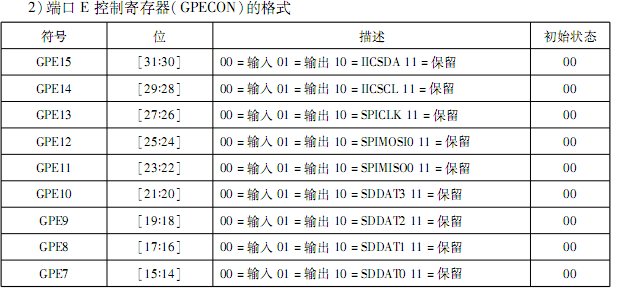 2)端口 E 控制寄存器(GPECON)的格式
符号 位 描述 初始状态
GPE15 [31:30] 00=输入 01=输出 10=IICSDA 11=保留 00
GPE14 [29:28] 00=输入 01=输出 10=IICSCL 11=保留 00
GPE13 [27:26] 00=输入 01=输出 10=SPICLK 11=保留 00
GPE12 [25:24] 00=输入 01=输出 10=SPIMOSI0 11=保留 00
GPE11 [23:22] 00=输入 01=输出 10=SPIMISO0 11=保留 00
GPE10 [21:20] 00=输入 01=输出 10=SDDAT3 11=保留 00
GPE9 [19:18] 00=输入 01=输出 10=SDDAT2 11=保留 00
GPE8 [17:16] 00=输入 01=输出 10=SDDAT1 11=保留 00
GPE7 [15:14] 00=输入 01=输出 10=SDDAT0 11=保留 00